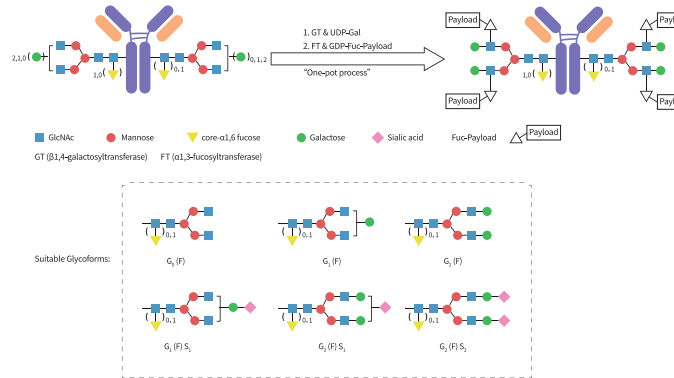 Payload
Payload
1. GT & UDP-Gal
2. FT & GDP-Fuc-Payload
"One-pot process"
2,1,0
0,1,2
1,0
0,1
1,0
0,1
Payload
GlcNAc
Mannose
core-α1,6 fucose
Galactose
Sialic acid
Fuc-Payload
Payload
GT (β1,4-galactosyltransferase) FT (α1,3-fucosyltransferase)
( )0,1
( )0,1
( )0,1
Suitable Glycoforms:
G0 (F)
G1 (F)
G2 (F)
( )0,1
( )0,1
( )0,1
G1 (F) S1
G2 (F) S1
G2 (F) S2